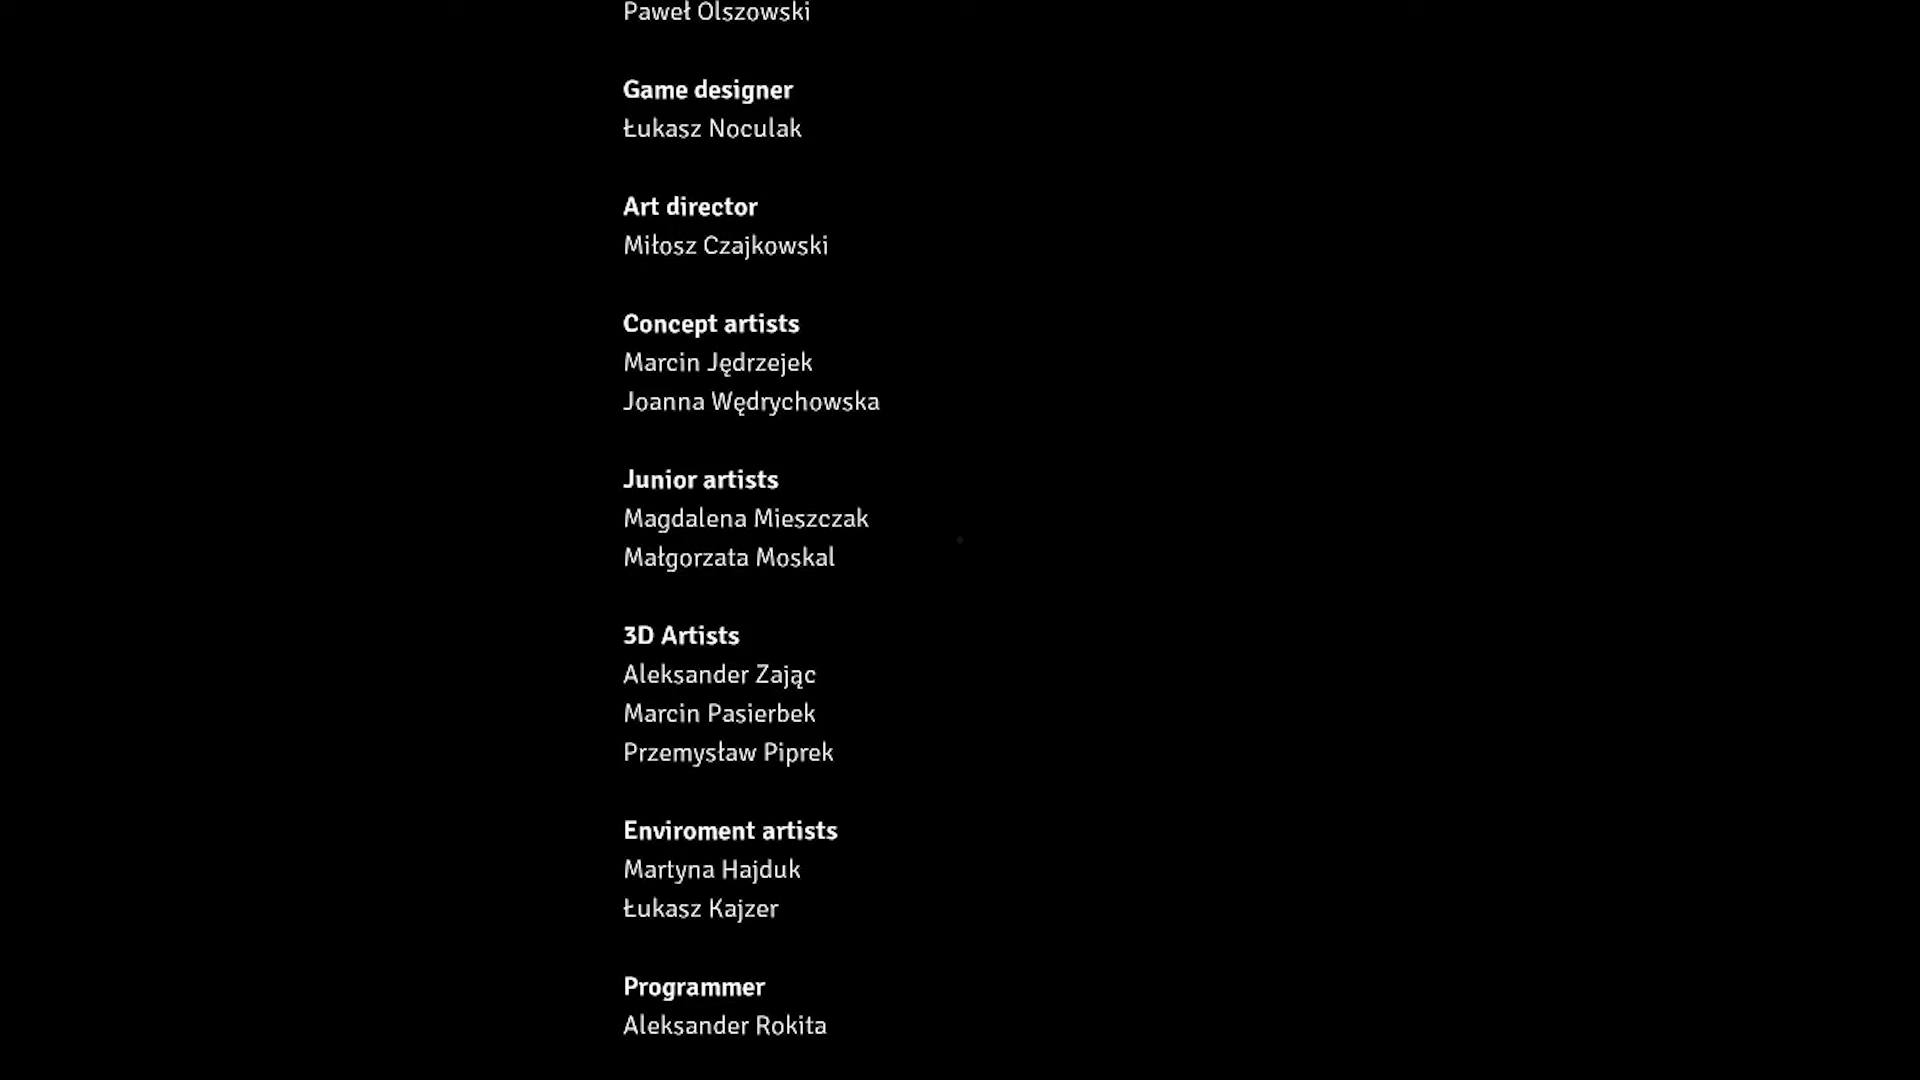 Paweł Olszowski
Game designer
Łukasz Noculak
Art director
Miłosz Czajkowski
Concept artists
Marcin Jędrzejek
Joanna Wędrychowska
Junior artists
Magdalena Mieszczak
Małgorzata Moskal
3D Artists
Aleksander Zając
Marcin Pasierbek
Przemysław Piprek
Enviroment artists
Martyna Hajduk
Łukasz Kajzer
Programmer
Aleksander Rokita